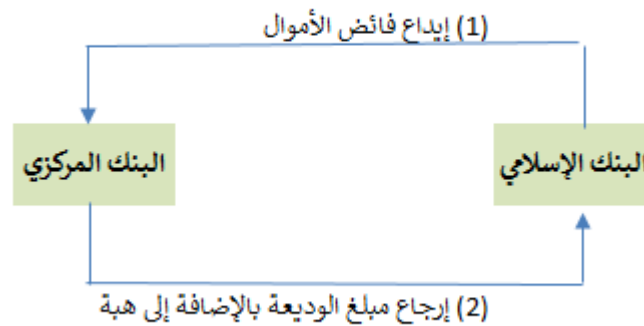 (1) إيداع فائض الأموال
البنك الإسلامي
البنك المركزي
(2) إرجاع مبلغ الوديعة بالإضافة إلى هبة